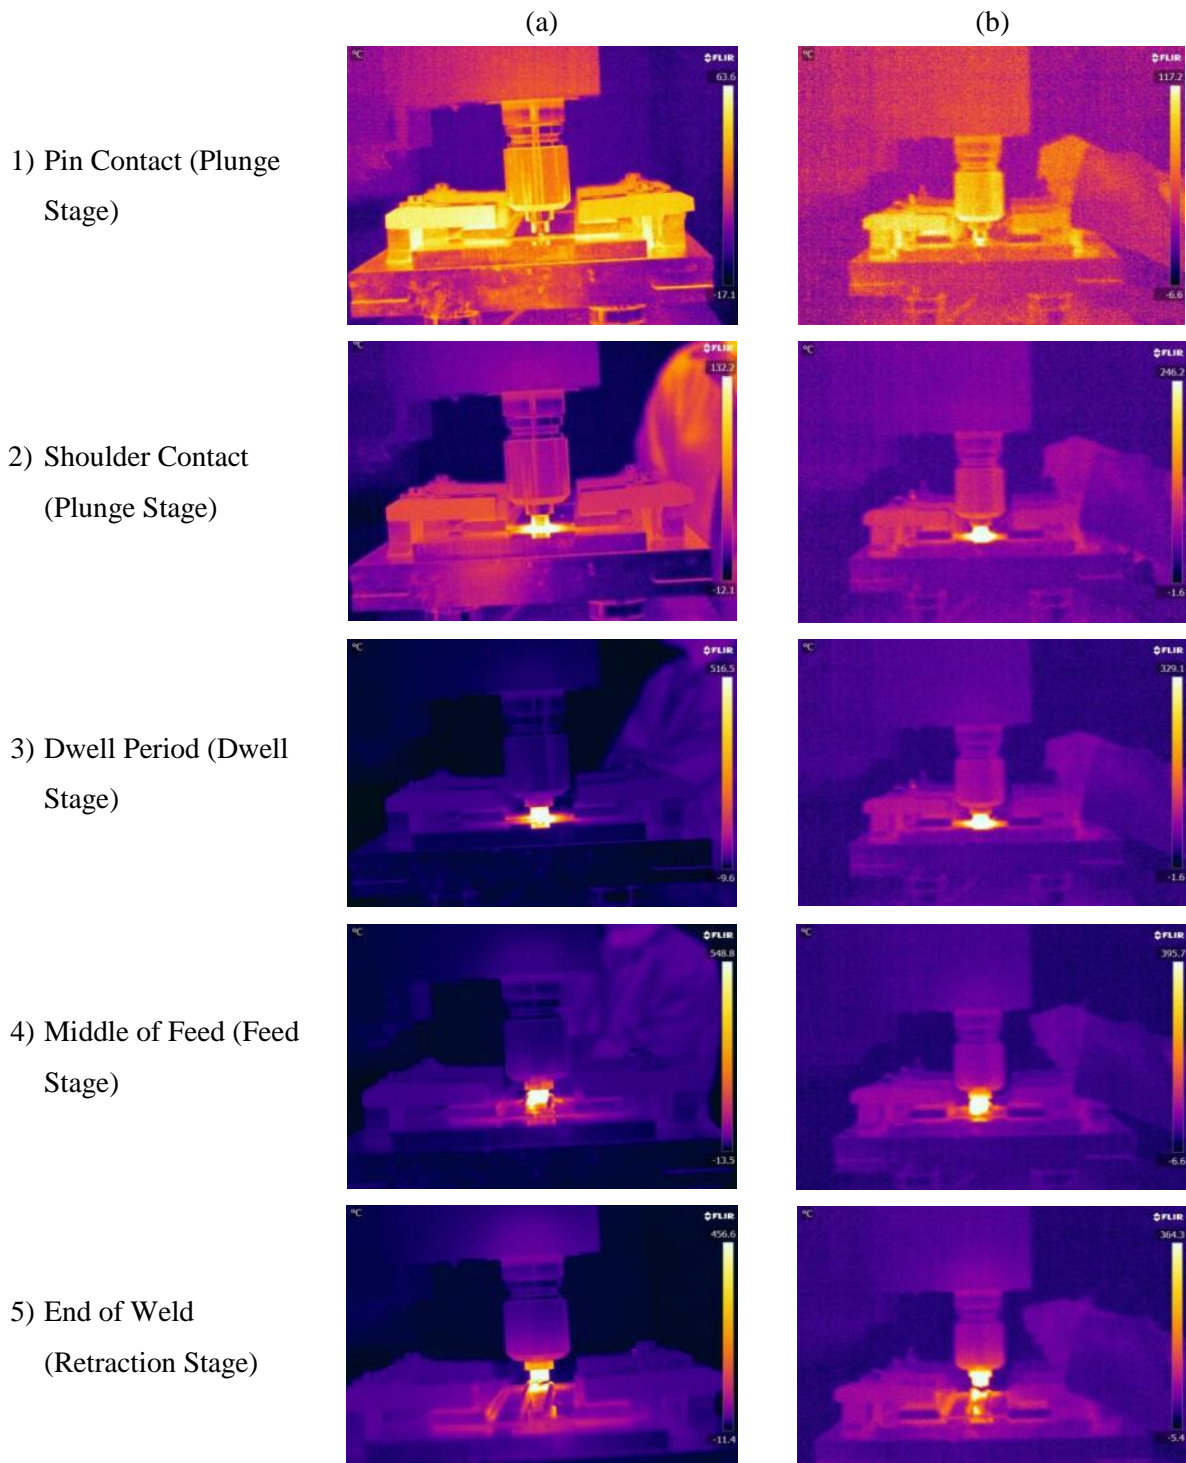 (a)
(b)
1) Pin Contact (Plunge
Stage)
°C
FLIR
63.6
-17.1
°C
FLIR
117.2
-6.6
2) Shoulder Contact
(Plunge Stage)
°C
FLIR
132.2
-12.1
°C
FLIR
246.2
-1.6
3) Dwell Period (Dwell
Stage)
°C
FLIR
516.5
-9.6
°C
FLIR
329.1
-1.6
4) Middle of Feed (Feed
Stage)
°C
FLIR
548.8
-13.5
°C
FLIR
395.7
-6.6
5) End of Weld
(Retraction Stage)
°C
FLIR
456.6
-11.4
°C
FLIR
364.3
-5.4